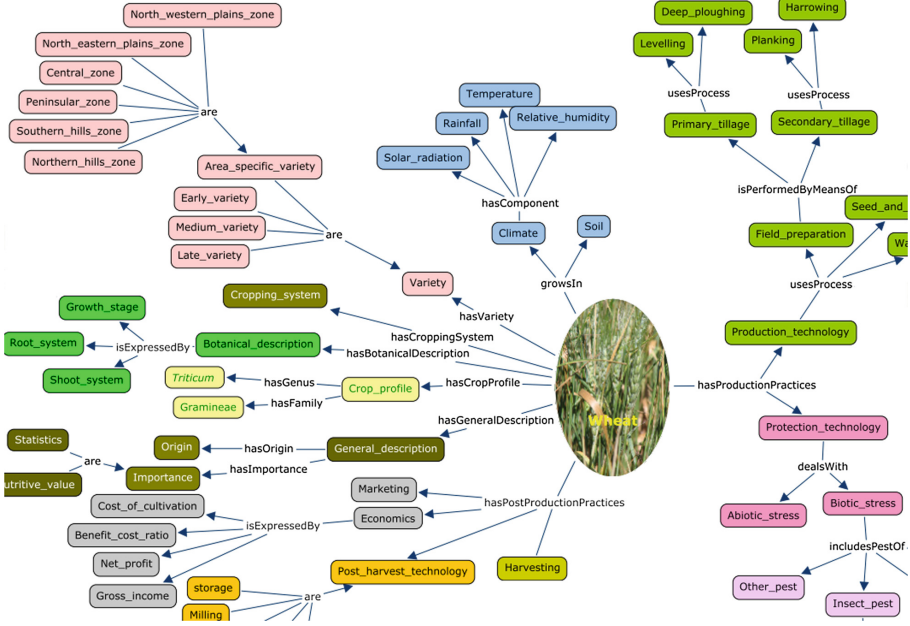 North_western_plains_zone
North_eastern_plains_zone
Central_zone
Peninsular_zone
Southern_hills_zone
Northern_hills_zone
are
Area_specific_variety
Early_variety
Medium_variety
Late_variety
are
Variety
Temperature
Rainfall
Relative_humidity
Solar_radiation
hasComponent
Climate
Soil
growsIn
Deep_ploughing
Harrowing
Levelling
Planking
usesProcess
usesProcess
Primary_tillage
Secondary_tillage
isPerformedByMeansOf
Seed_and_
Field_preparation
Wa
usesProcess
Production_technology
hasVariety
Cropping_system
hasCroppingSystem
Growth_stage
Root_system
isExpressedBy
Botanical_description
hasBotanicalDescription
Shoot_system
Triticum
hasGenus
Crop_profile
hasCropProfile
Gramineae
hasFamily
hasProductionPractices
Wheat
hasGeneralDescription
Statistics
Origin
hasOrigin
General_description
are
hasImportance
utritive_value
Importance
Protection_technology
dealsWith
Abiotic_stress
Biotic_stress
includesPestOf
Other_pest
Insect_pest
Marketing
hasPostProductionPractices
Cost_of_cultivation
Economics
isExpressedBy
Benefit_cost_ratio
Net_profit
Gross_income
Post_harvest_technology
Harvesting
storage
are
Milling